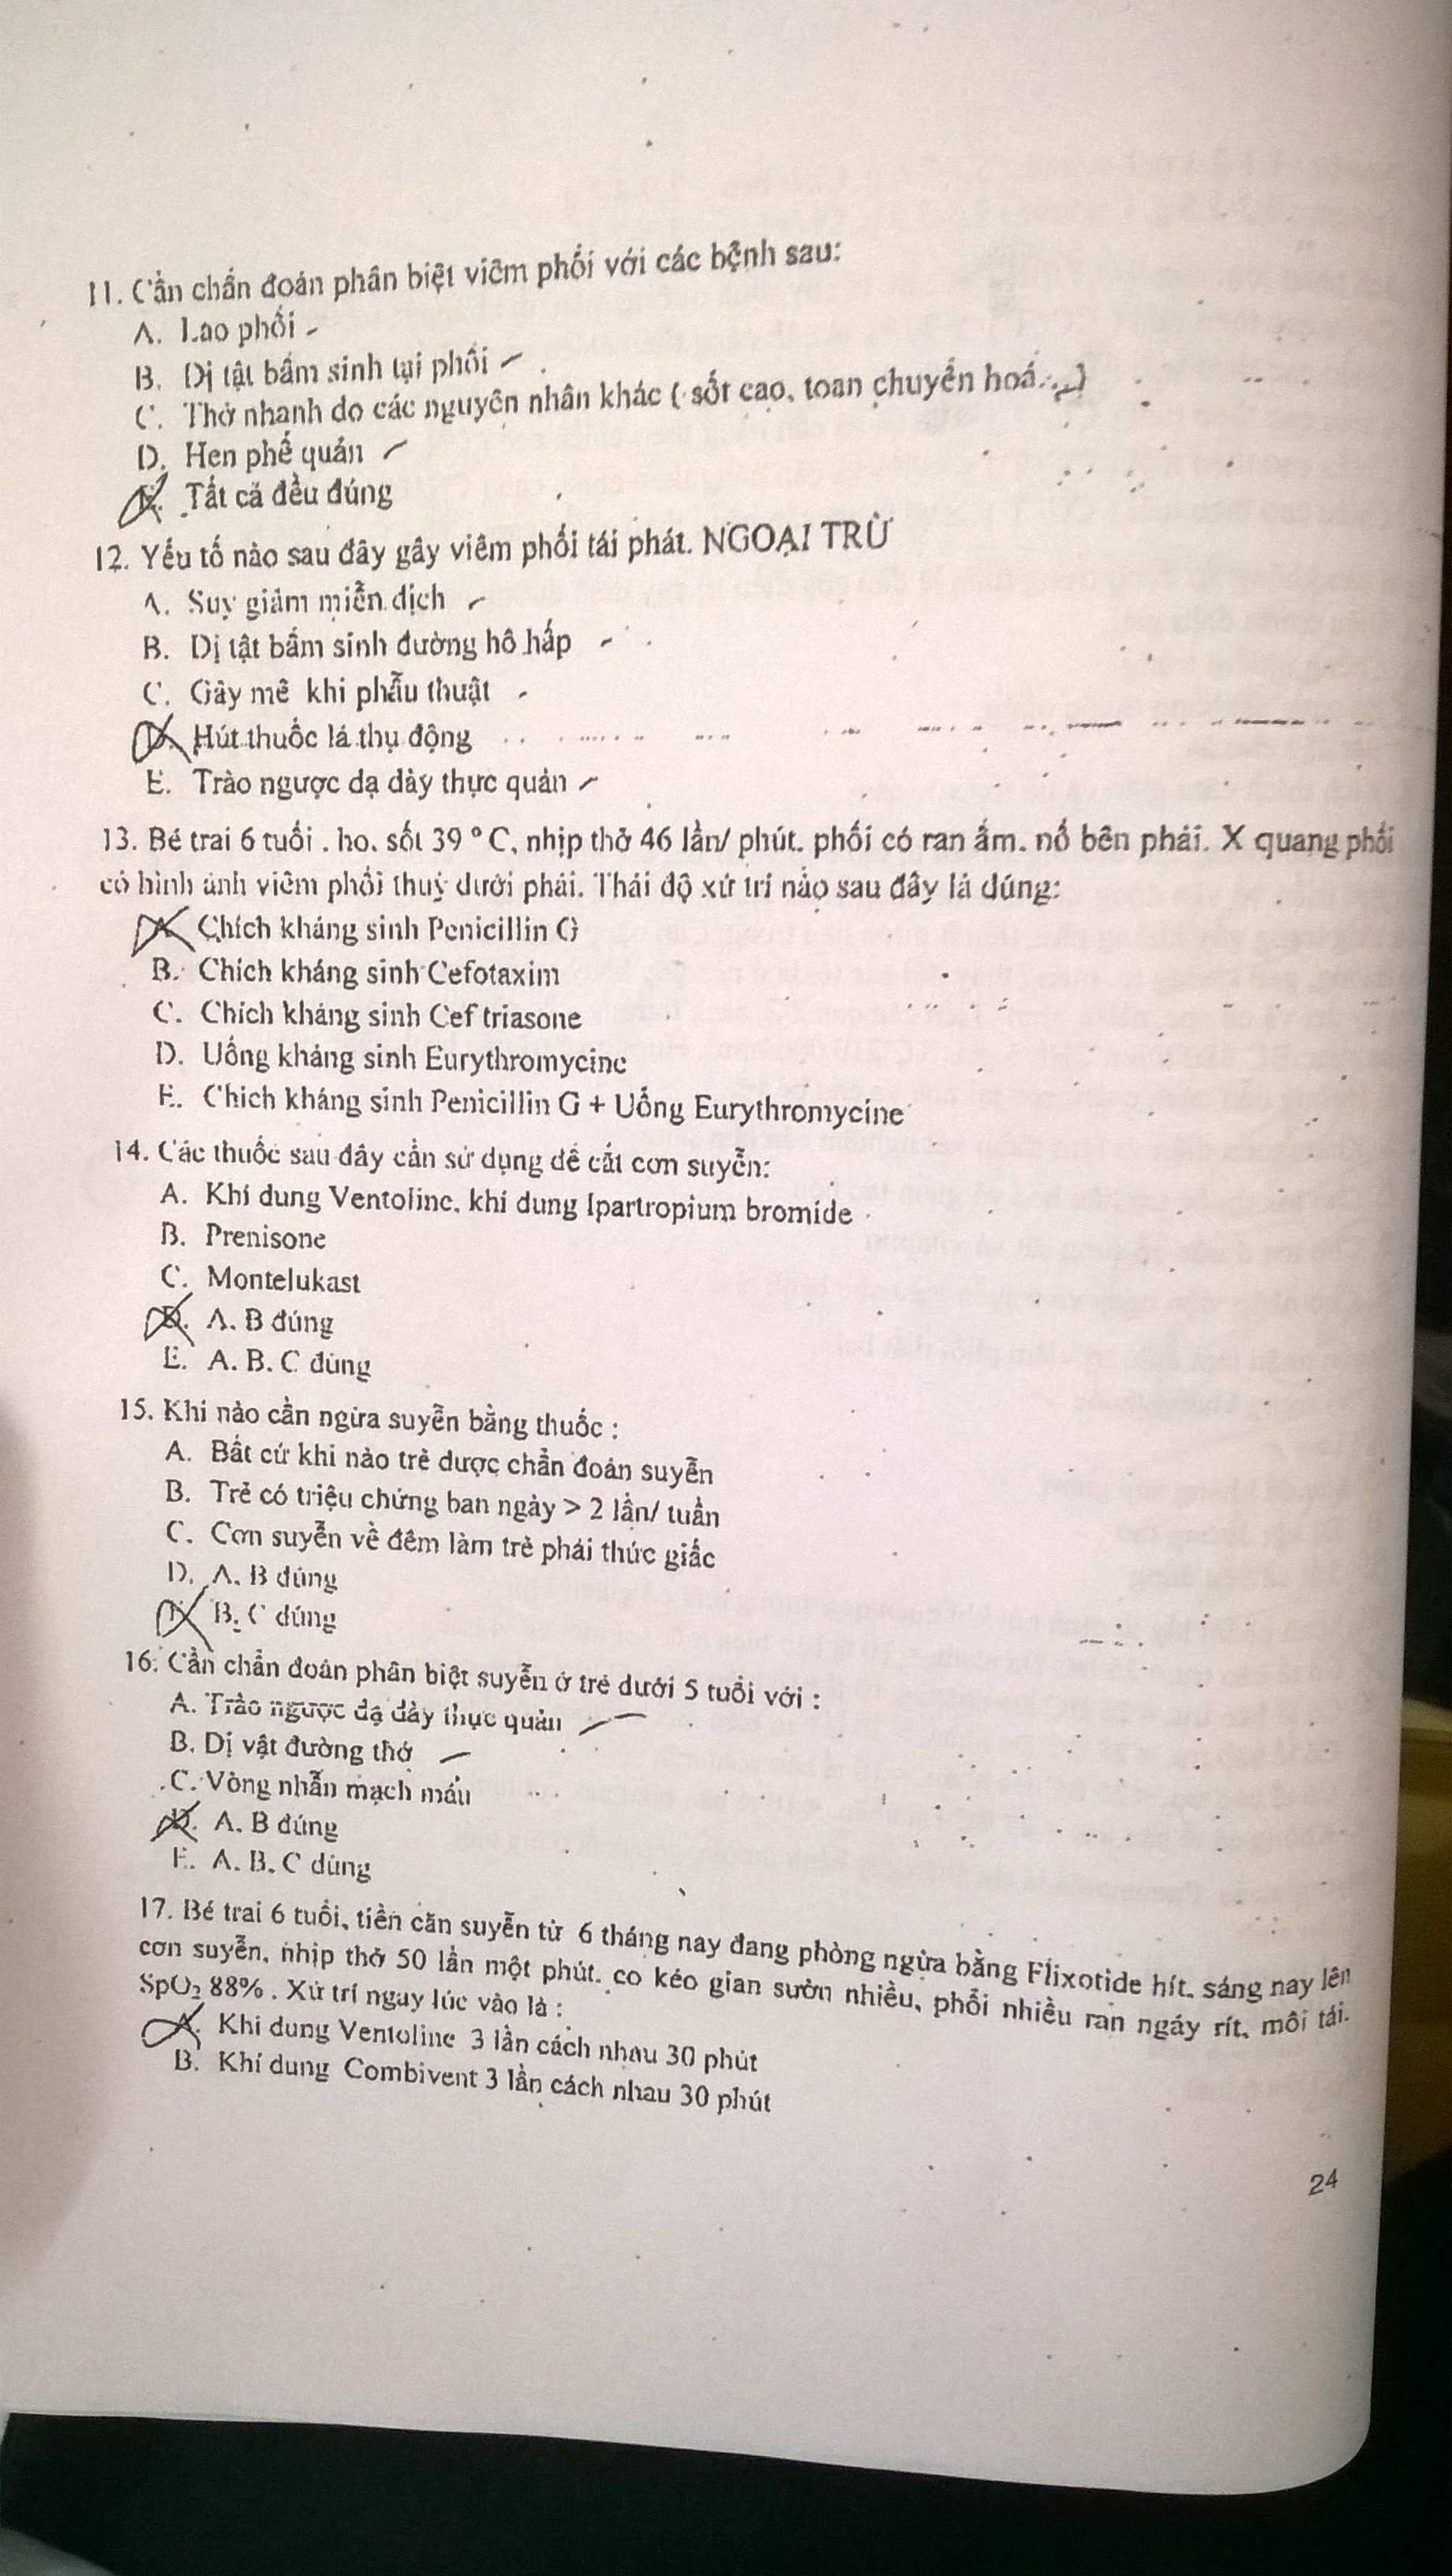 11. Cần chẩn đoán phân biệt viêm phổi với các bệnh sau:
A. Lao phổi
B. Dị tật bẩm sinh tại phổi
C. Thở nhanh do các nguyên nhân khác ( sốt cao, toan chuyển hoá...)
D. Hen phế quản
E. Tất cả đều đúng
12. Yếu tố nào sau đây gây viêm phổi tái phát. NGOẠI TRỪ
A. Suy giảm miễn dịch
B. Dị tật bẩm sinh đường hô hấp
C. Gây mê khi phẫu thuật
D. Hút thuốc lá thụ động
E. Trào ngược dạ dày thực quản
13. Bé trai 6 tuổi . ho. sốt 39 ° C, nhịp thở 46 lần/ phút. phổi có ran ẩm. nổ bên phải. X quang phổi
có hình ảnh viêm phổi thuỳ dưới phải. Thái độ xử trí nào sau đây là đúng:
A. Chích kháng sinh Penicillin G
B. Chích kháng sinh Cefotaxim
C. Chích kháng sinh Cef triasone
D. Uống kháng sinh Eurythromycine
E. Chích kháng sinh Penicillin G + Uống Eurythromycine
14. Các thuốc sau đây cần sử dụng để cắt cơn suyễn:
A. Khí dung Ventoline, khí dung Ipartropium bromide
B. Prenisone
C. Montelukast
D. A. B đúng
E. A. B. C đúng
15. Khi nào cần ngừa suyễn bằng thuốc :
A. Bất cứ khi nào trẻ được chẩn đoán suyễn
B. Trẻ có triệu chứng ban ngày > 2 lần/ tuần
C. Cơn suyễn về đêm làm trẻ phải thức giấc
D. A. B đúng
E. B. C đúng
16. Cần chẩn đoán phân biệt suyễn ở trẻ dưới 5 tuổi với :
A. Trào ngược dạ dày thực quản
B. Dị vật đường thở
C. Vòng nhẫn mạch máu
D. A. B đúng
E. A. B. C đúng
17. Bé trai 6 tuổi, tiền căn suyễn từ 6 tháng nay đang phòng ngừa bằng Flixotide hít, sáng nay lên
cơn suyễn, nhịp thở 50 lần một phút. co kéo gian sườn nhiều, phổi nhiều ran ngáy rít, môi tái.
SpO₂ 88% . Xử trí ngay lúc vào là :
A. Khí dung Ventoline 3 lần cách nhau 30 phút
B. Khí dung Combivent 3 lần cách nhau 30 phút
24